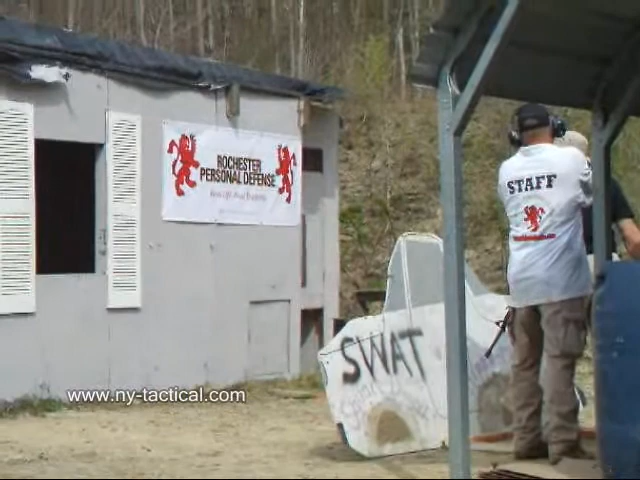 ROCHESTER
PERSONAL DEFENSE
STAFF
SWAT
www.ny-tactical.com